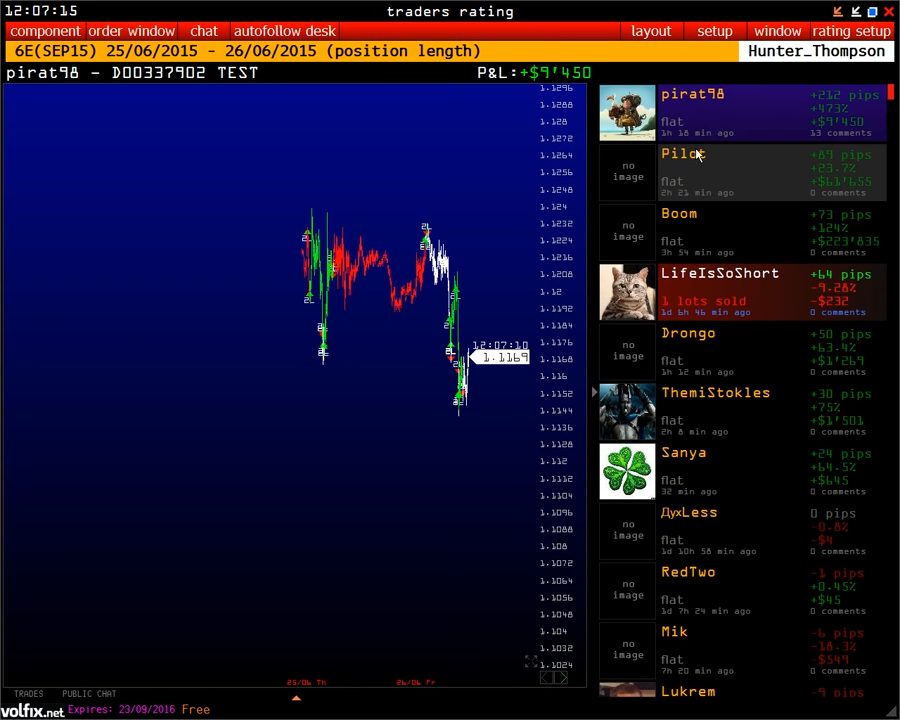 12:07:15
traders rating
component order window chat autofollow desk layout setup window rating setup
6E(SEP15) 25/06/2015 - 26/06/2015 (position length)
Hunter_Thompson
pirat98 - D00337902 TEST
P&L:+$9'450
1.1296
1.1288
1.128
1.1272
1.1264
1.1256
1.1248
1.124
1.1232
1.1224
1.1216
1.1208
1.12
1.1192
1.1184
1.1176
1.1168
1.116
1.1152
1.1144
1.1136
1.1128
1.112
1.1112
1.1104
1.1096
1.1088
1.108
1.1072
1.1064
1.1056
1.1048
1.104
1.1032
1.1024
12:07:10
1.1169
25/06 Th
26/06 Fr
pirat98
+212 pips
+473%
flat
+$9'450
1h 18 min ago
13 comments
no image
Pilot
+89 pips
+23.7%
flat
+$61'655
2h 21 min ago
0 comments
no image
Boom
+73 pips
+124%
flat
+$223'835
3h 54 min ago
0 comments
LifeIsSoShort
+64 pips
-9.28%
1 lots sold
-$232
1d 6h 46 min ago
0 comments
no image
Drongo
+50 pips
+63.4%
flat
+$1'269
1h 12 min ago
0 comments
ThemiStokles
+30 pips
+75%
flat
+$1'501
2h 8 min ago
0 comments
Sanya
+24 pips
+64.5%
flat
+$645
32 min ago
0 comments
no image
ДухLess
0 pips
-0.8%
flat
-$4
1d 10h 58 min ago
0 comments
no image
RedTwo
-1 pips
+0.45%
flat
+$45
1d 7h 24 min ago
0 comments
no image
Mik
-6 pips
-18.3%
flat
-$549
7h 20 min ago
0 comments
Lukrem
-9 pips
TRADES PUBLIC CHAT
volfix.net Expires: 23/09/2016 Free